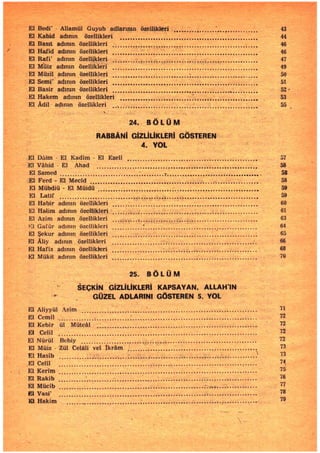 El Bedi' - Allamül Guyub adlarının özellikleri ........ 43
El Kabid adının özellikleri ........ 44
El Basıt adının özellikleri ........ 46
El Hafıd adının özellikleri ........ 46
El Rafi' adının özellikleri ........ 47
El Müiz adının özellikleri ........ 49
El Müzil adının özellikleri ........ 50
El Semi' adının özellikleri ........ 51
El Basir adının özellikleri ........ 52
El Hakem adının özellikleri ........ 53
El Âdil adının özellikleri ........ 55
24. BÖLÜM
RABBÂNİ GİZLİLİKLERİ GÖSTEREN
4. YOL
El Dâim - El Kadim - El Ezelî ........ 57
El Vâhid - El Ahad ........ 58
El Samed ........ 58
El Ferd - El Mecid ........ 58
El Mübdiü - El Müidü ........ 59
El Latif ........ 59
El Habir adının özellikleri ........ 60
El Halim adının özellikleri ........ 61
El Azim adının özellikleri ........ 63
El Gafûr adının özellikleri ........ 64
El Şekur adının özellikleri ........ 65
El Âliy adının özellikleri ........ 66
El Hafîz adının özellikleri ........ 68
El Mükît adının özellikleri ........ 70
25. BÖLÜM
SEÇKİN GİZLİLİKLERİ KAPSAYAN, ALLAH'IN
GÜZEL ADLARINI GÖSTEREN 5. YOL
El Aliyyül Azim ........ 71
El Cemil ........ 72
El Kebir ül Müteâl ........ 72
El Celil ........ 72
El Nûrül Behiy ........ 72
El Müiz - Zül Celâli vel İkrâm ........ 73
El Hasib ........ 73
El Celil ........ 74
El Kerim ........ 75
El Rakib ........ 76
El Mücib ........ 77
El Vasi' ........ 78
El Hakim ........ 79